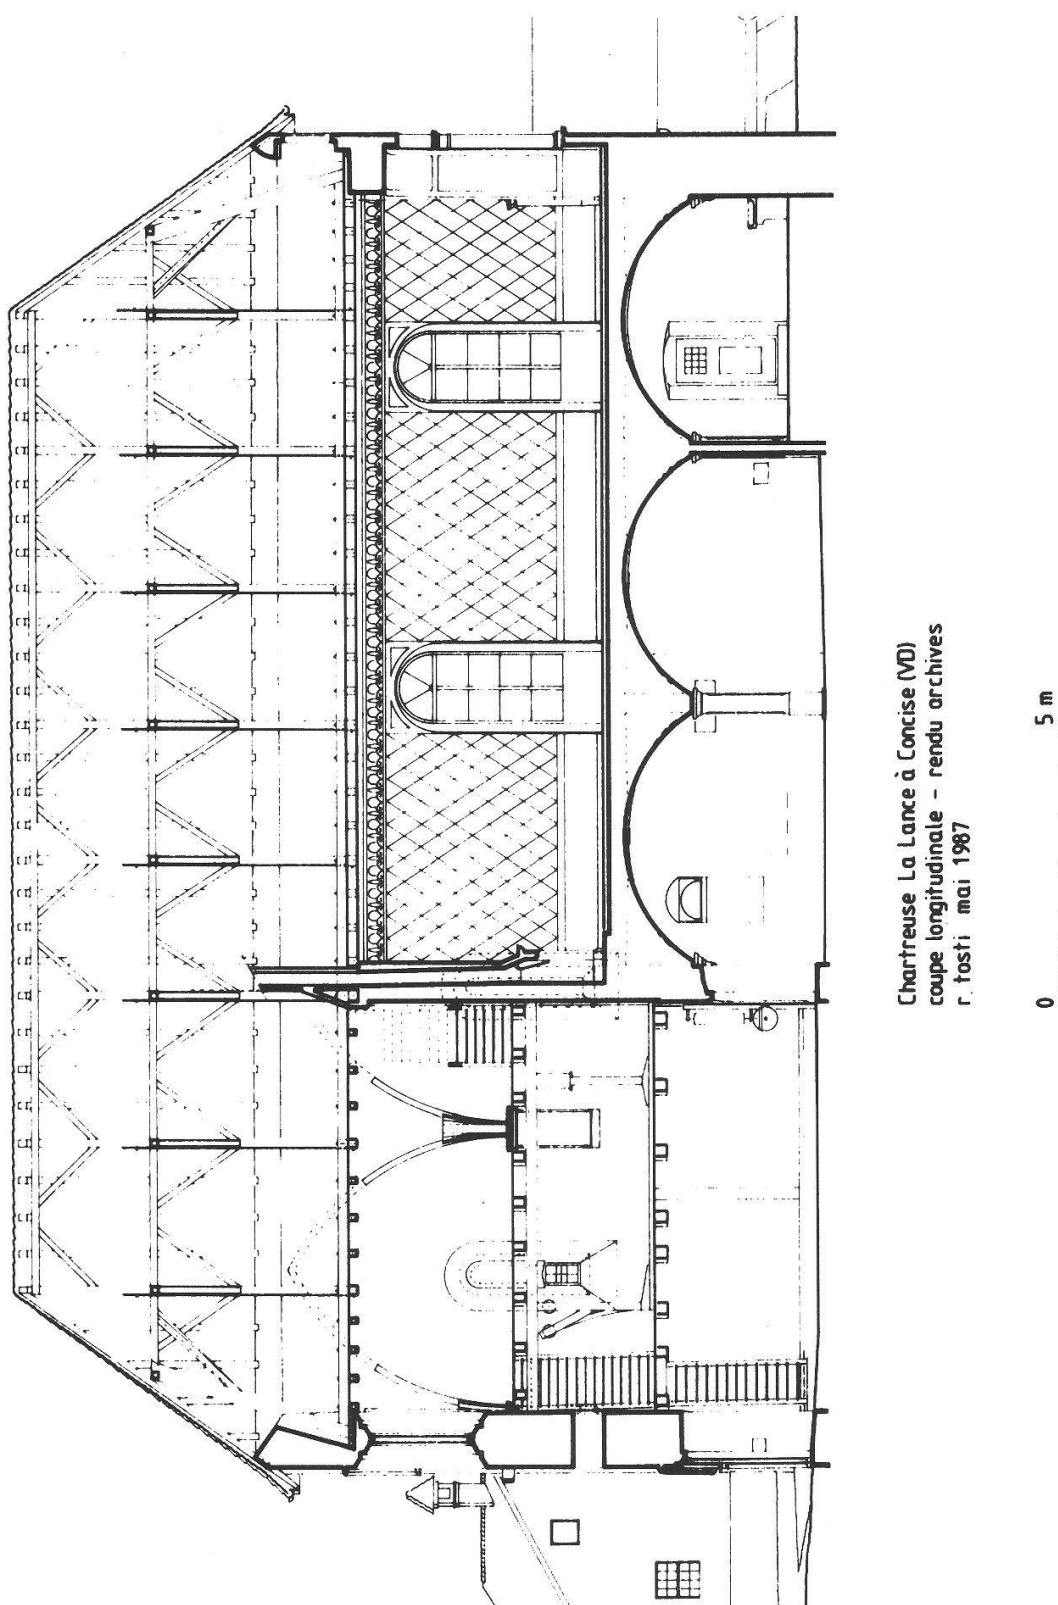 Chartreuse La Lance à Concise (VD)
coupe longitudinale - rendu archives
r. tosti mai 1987
0 5 m